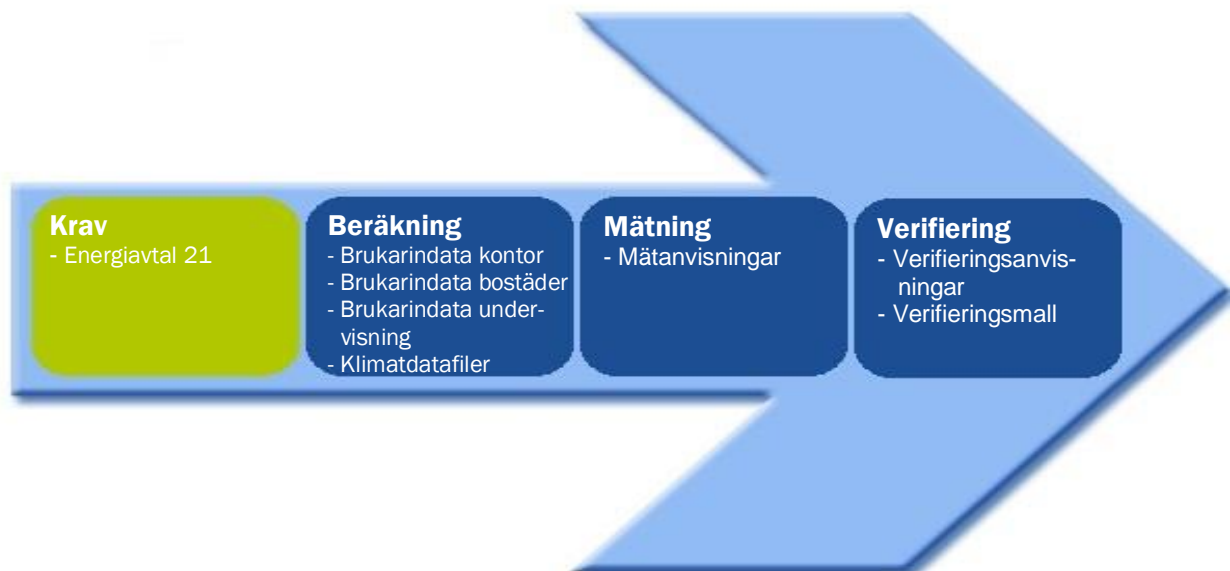 Krav
- Energiavtal 21
Beräkning
- Brukarindata kontor
- Brukarindata bostäder
- Brukarindata under-
visning
- Klimatdatafiler
Mätning
- Mätanvisningar
Verifiering
- Verifieringsanvis-
ningar
- Verifieringsmall